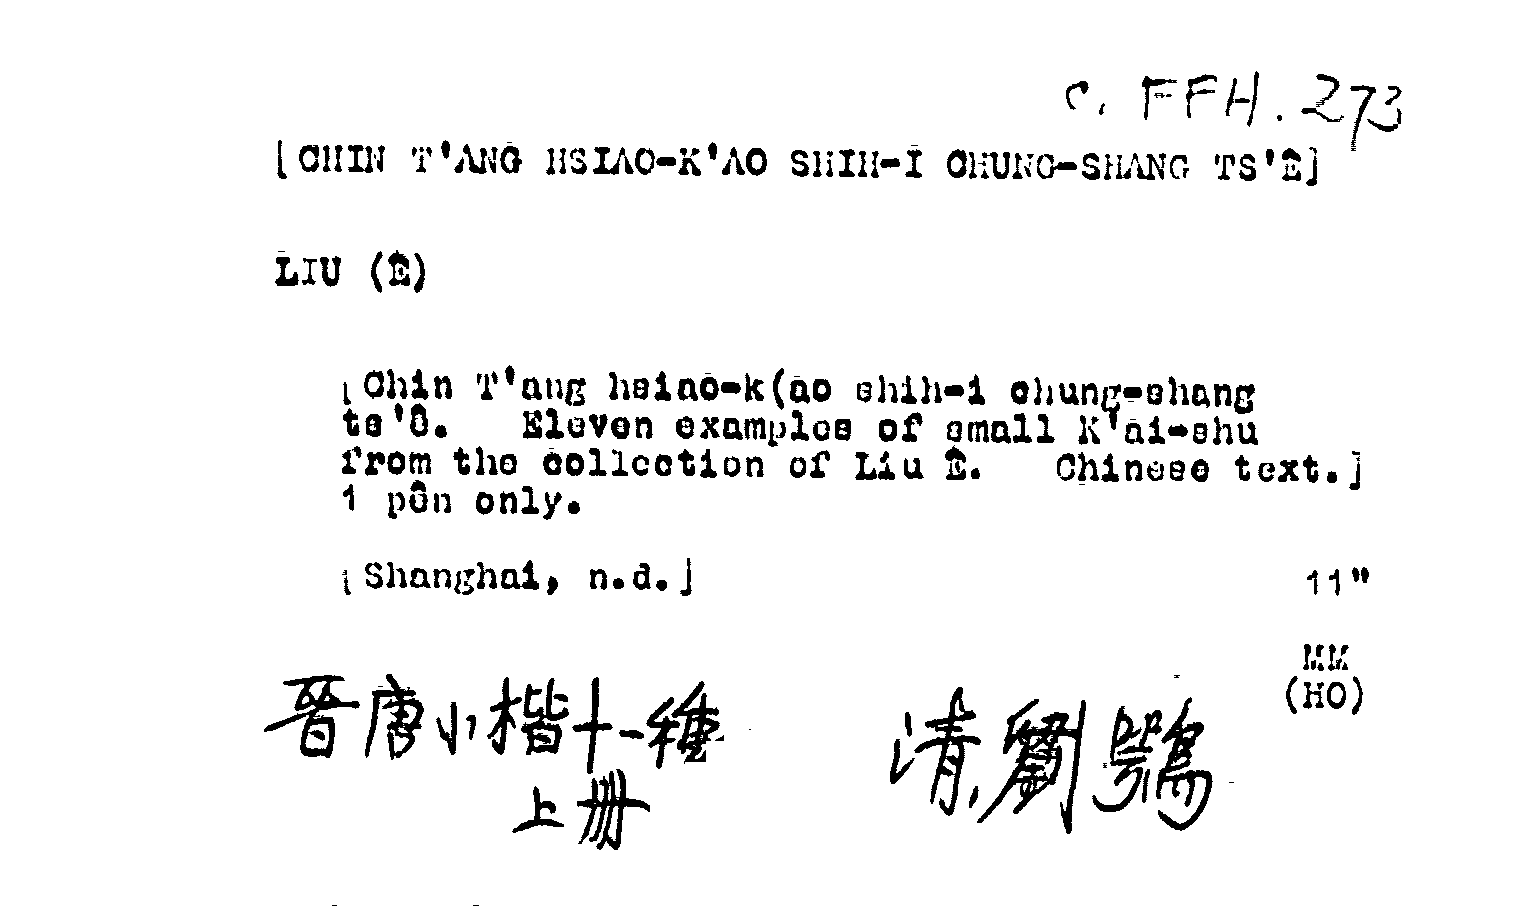 C. FFH. 273
[CHIN T'ANG HSIAO-K'AO SHIH-I CHUNG-SHANG TS'Ê]
LIU (Ê)
[Chin T'ang hsiao-k(ao shih-i chung-shang
ts'ê. Eleven examples of small K'ai-shu
from the collection of Liu Ê. Chinese text.]
1 pên only.
[Shanghai, n.d.]
11"
MM
(HO)
晉唐小楷十一種
上册
清,劉鶚